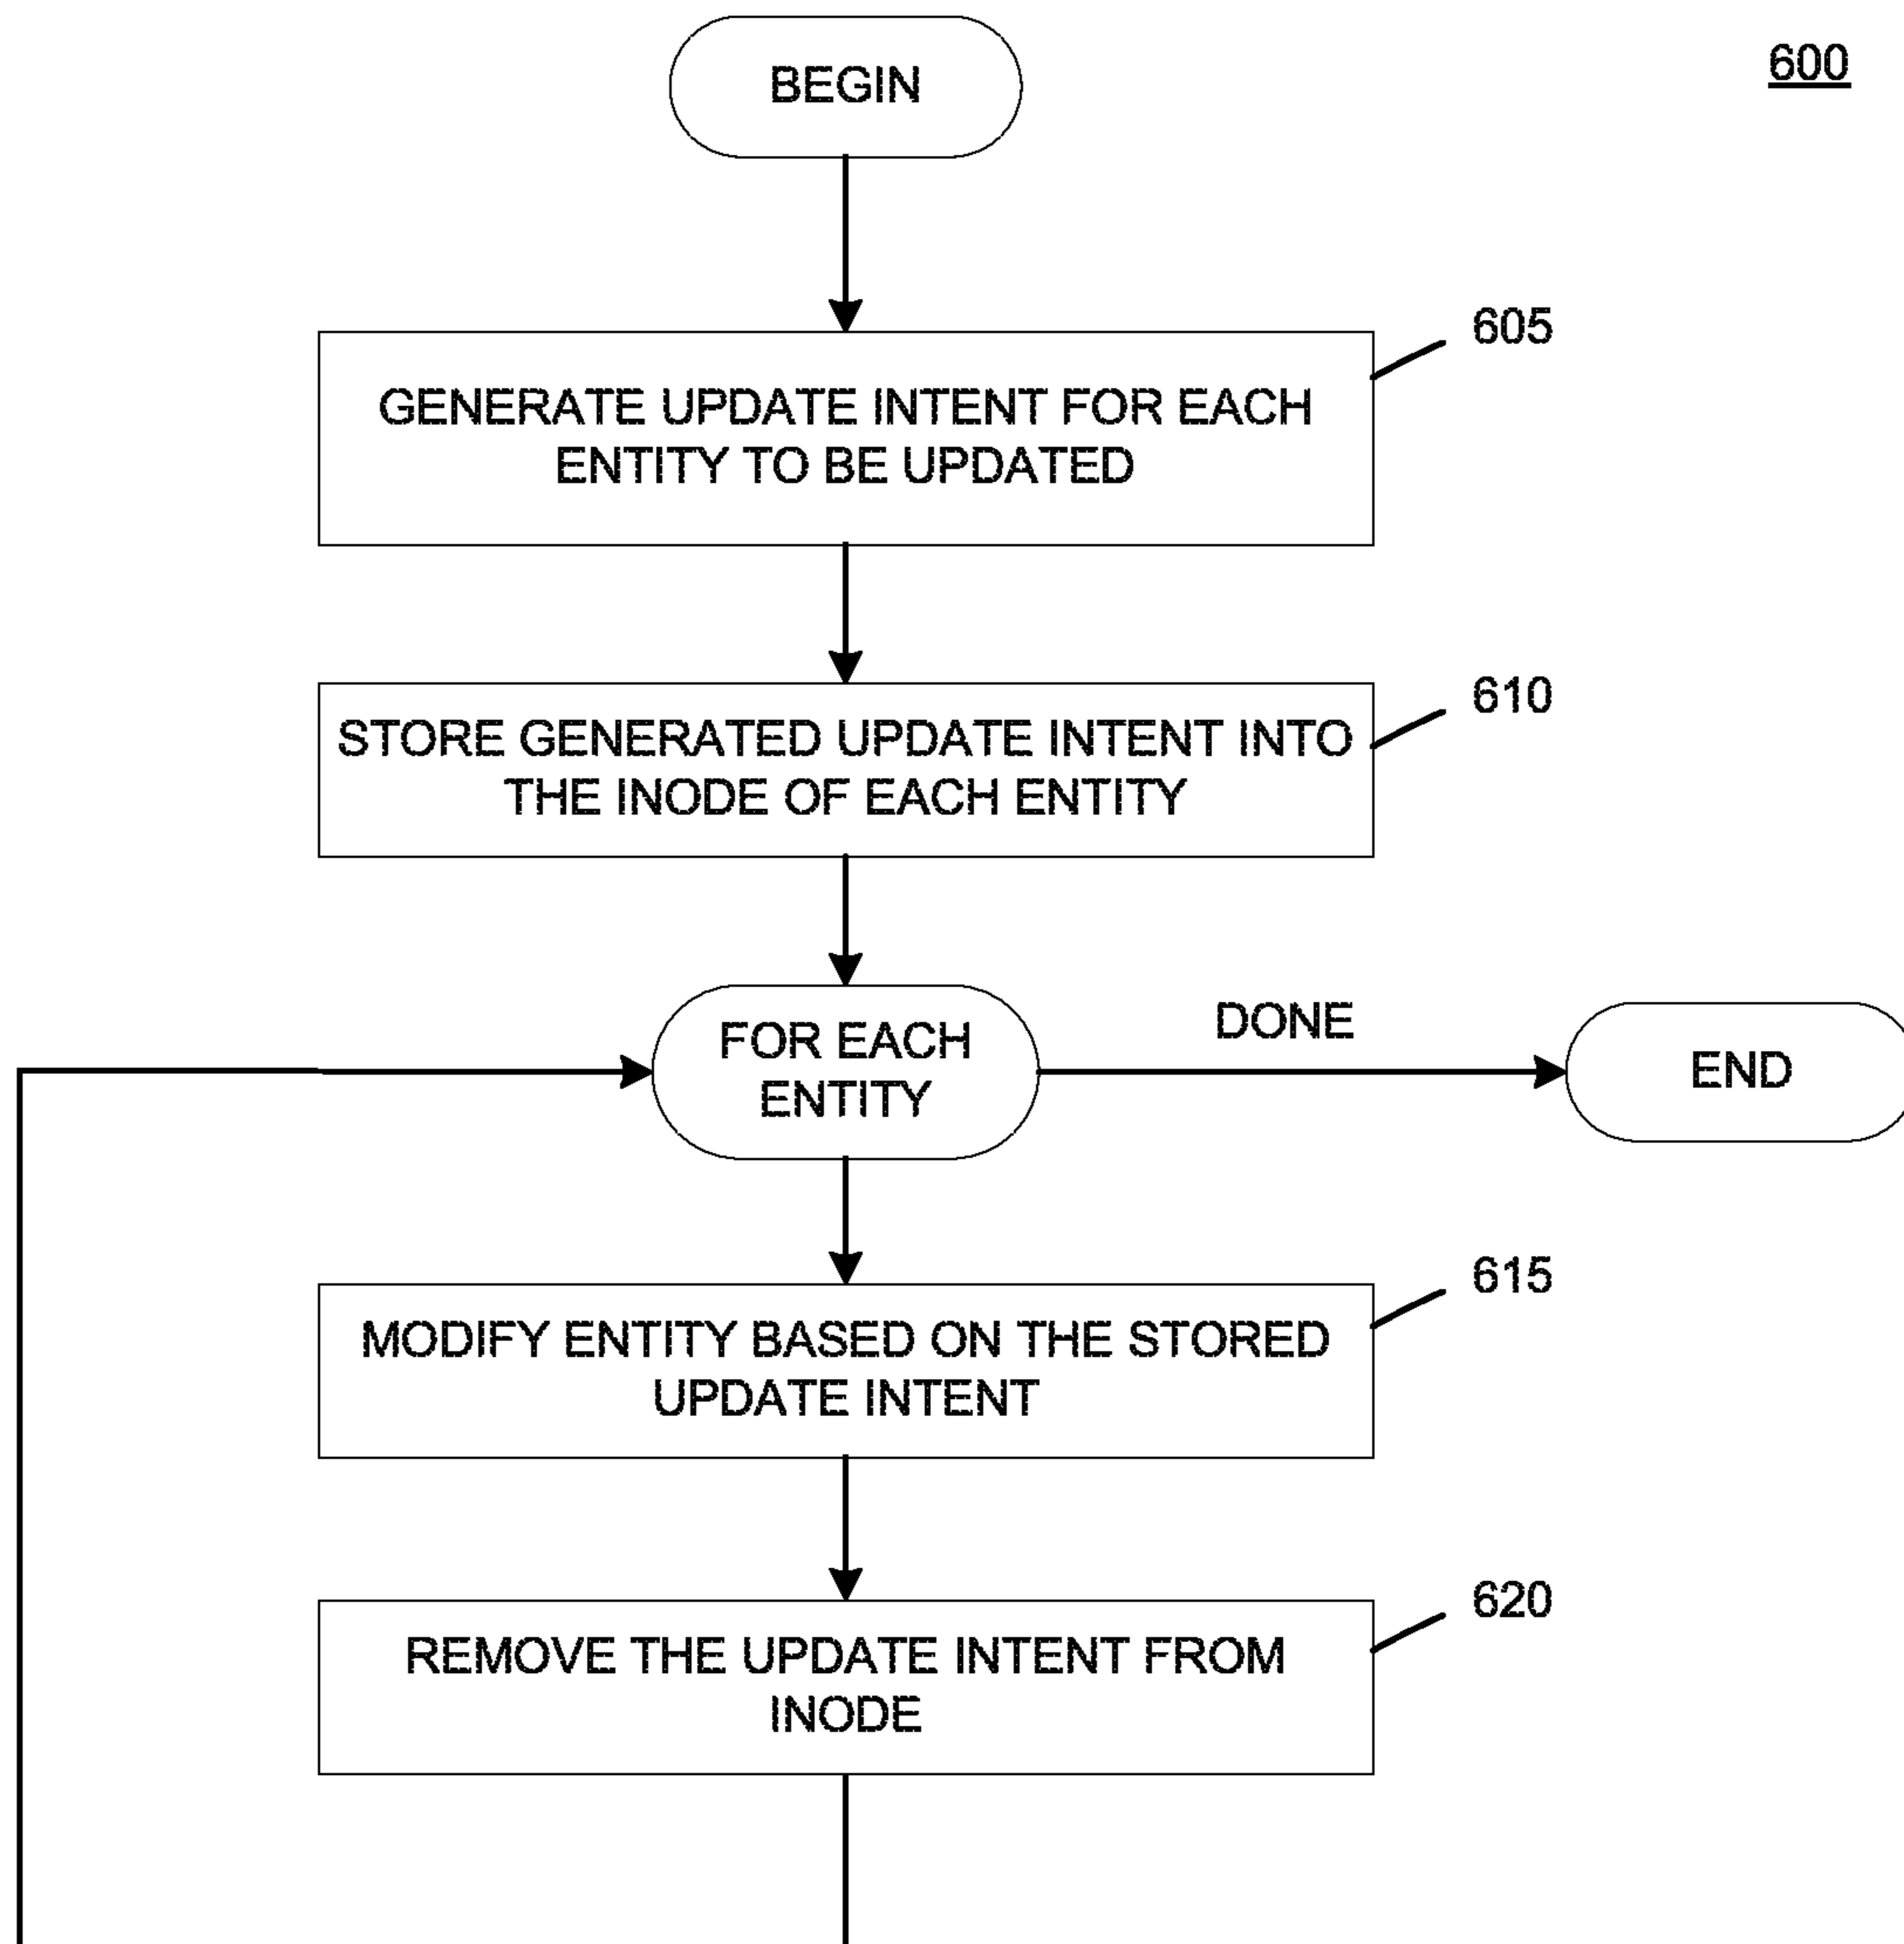 BEGIN
600
605
GENERATE UPDATE INTENT FOR EACH
ENTITY TO BE UPDATED
610
STORE GENERATED UPDATE INTENT INTO
THE INODE OF EACH ENTITY
FOR EACH
ENTITY
DONE
END
615
MODIFY ENTITY BASED ON THE STORED
UPDATE INTENT
620
REMOVE THE UPDATE INTENT FROM
INODE